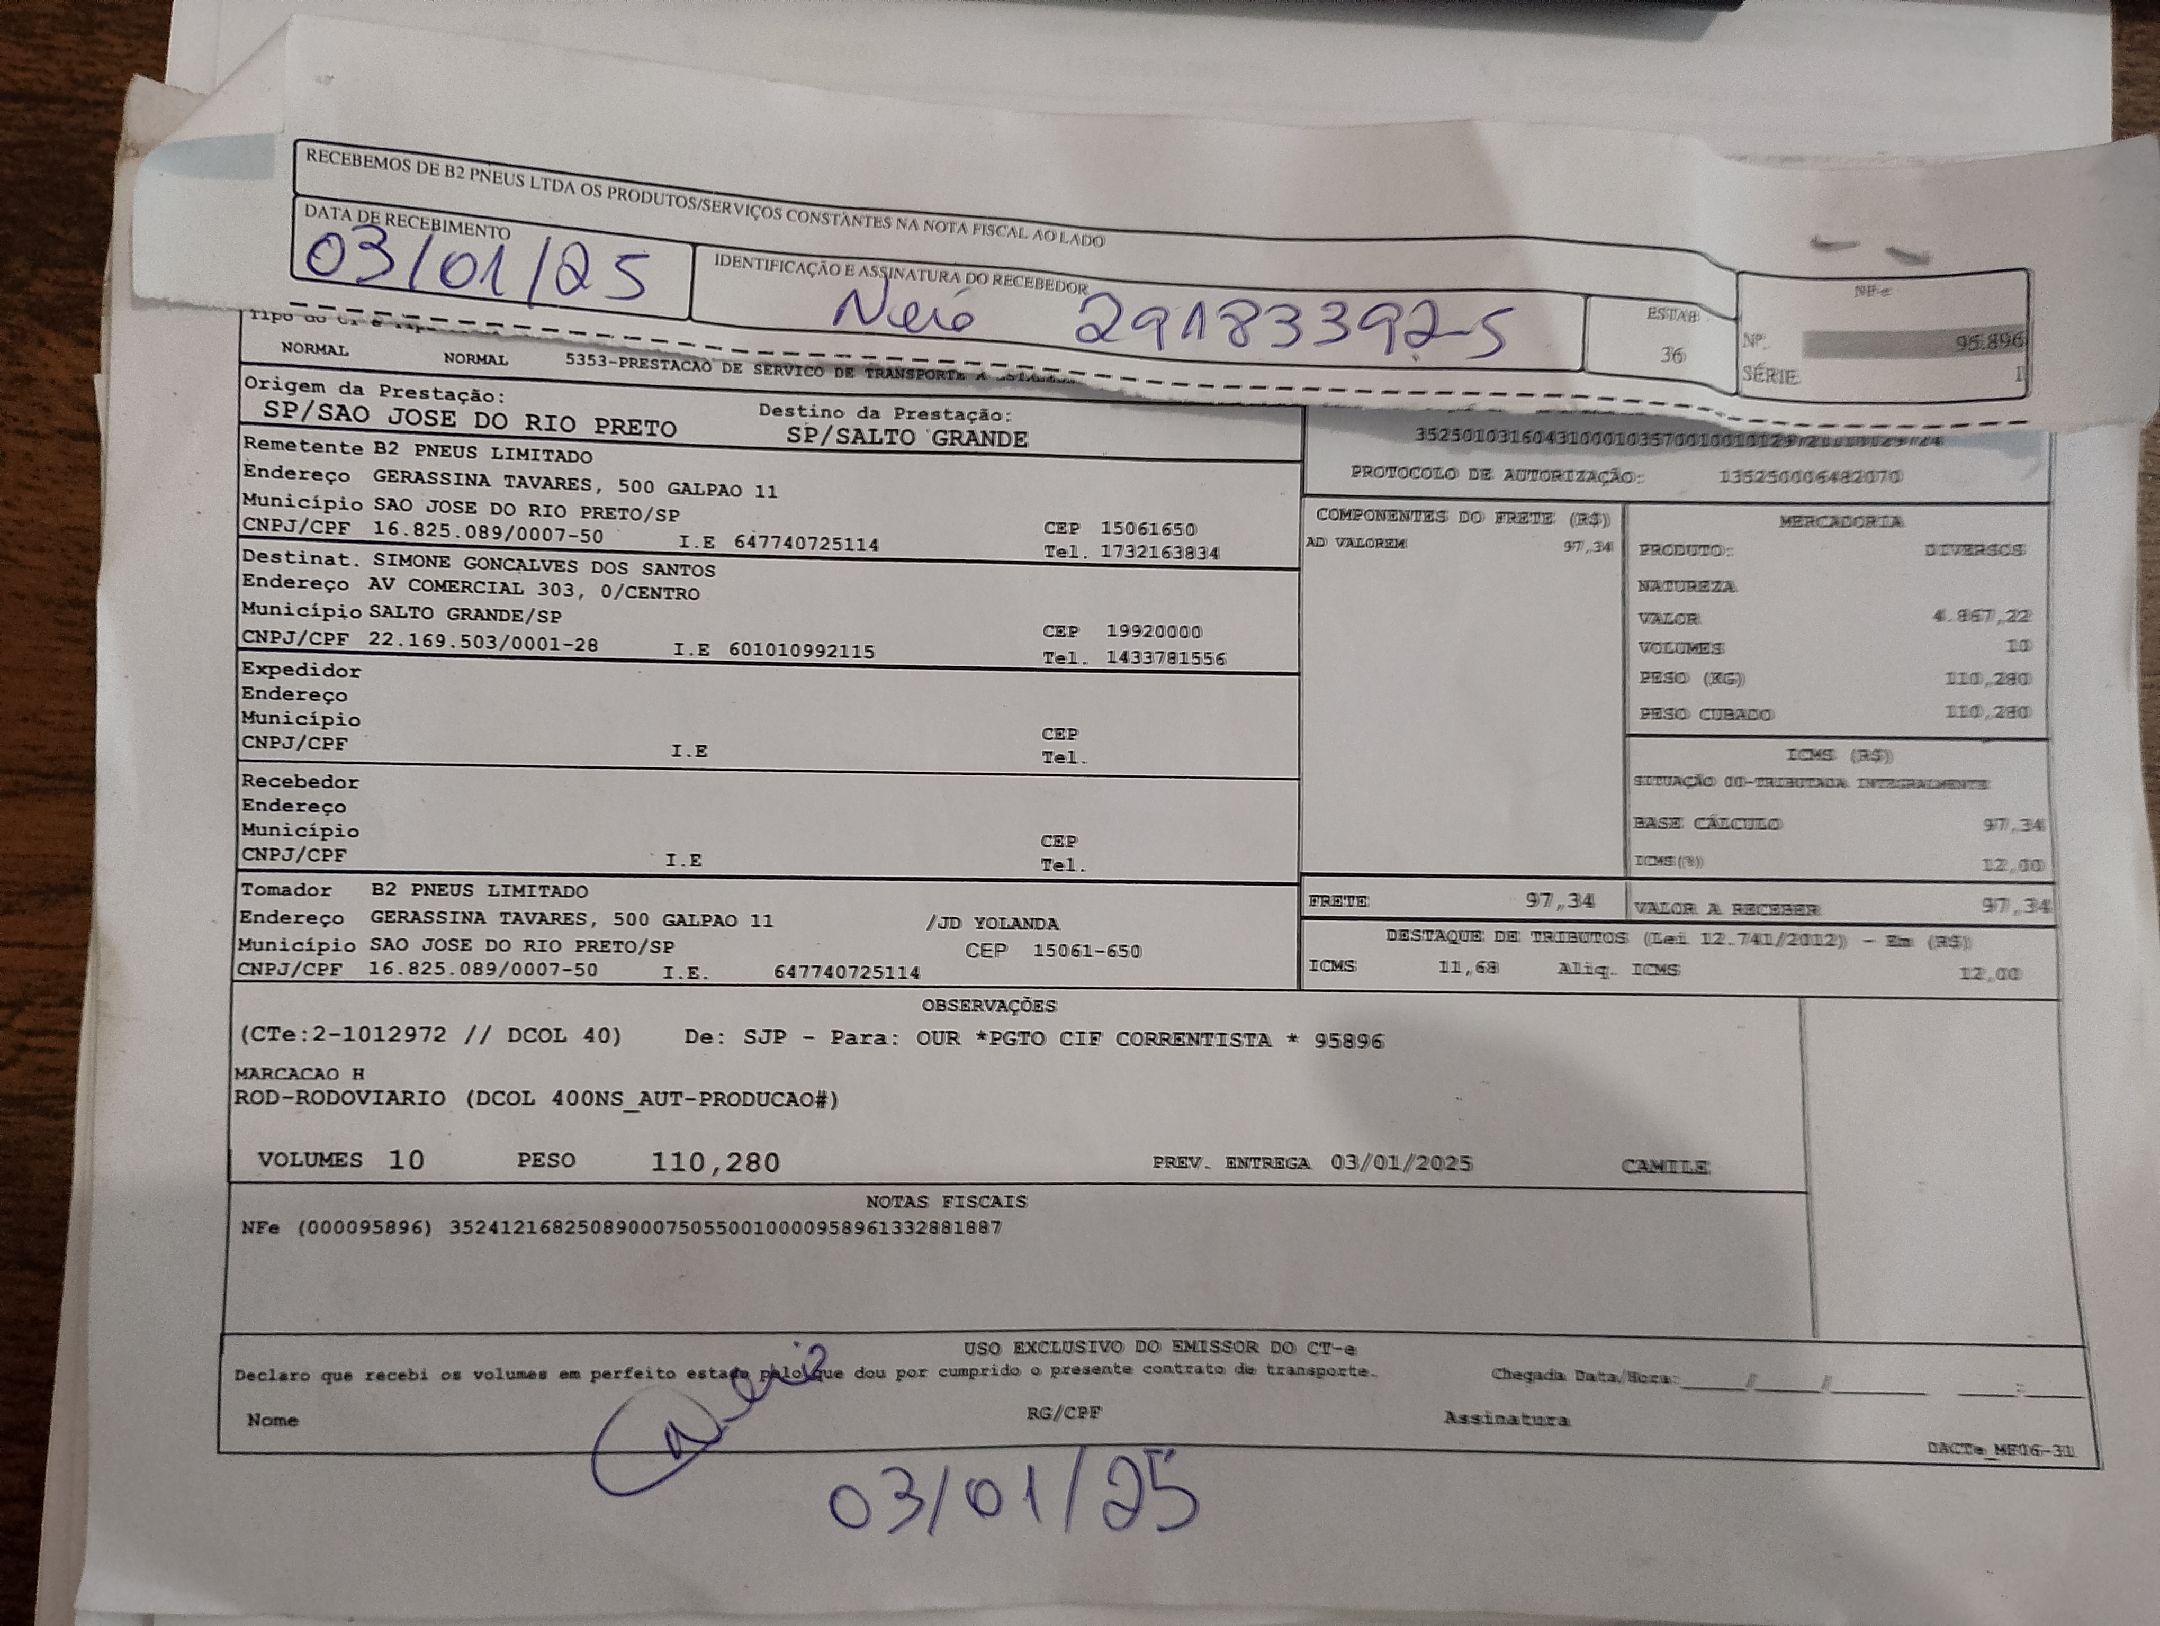 RECEBEMOS DE B2 PNEUS LTDA OS PRODUTOS/SERVIÇOS CONSTANTES NA NOTA FISCAL AO LADO
DATA DE RECEBIMENTO
03/01/25
IDENTIFICAÇÃO E ASSINATURA DO RECEBEDOR
291833925
ESTAB
36
NF-e
Nº. 95.896
SÉRIE 1
NORMAL NORMAL 5353-PRESTACAO DE SERVICO DE TRANSPORTE A
Origem da Prestação:
SP/SAO JOSE DO RIO PRETO
Destino da Prestação:
SP/SALTO GRANDE
PROTOCOLO DE AUTORIZAÇÃO: 135250006482070
Remetente B2 PNEUS LIMITADO
Endereço GERASSINA TAVARES, 500 GALPAO 11
Município SAO JOSE DO RIO PRETO/SP
CEP 15061650
CNPJ/CPF 16.825.089/0007-50 I.E 647740725114 Tel. 1732163834
Destinat. SIMONE GONCALVES DOS SANTOS
Endereço AV COMERCIAL 303, 0/CENTRO
Município SALTO GRANDE/SP
CEP 19920000
CNPJ/CPF 22.169.503/0001-28 I.E 601010992115 Tel. 1433781556
Expedidor
Endereço
Município
CEP
CNPJ/CPF I.E Tel.
Recebedor
Endereço
Município
CEP
CNPJ/CPF I.E Tel.
Tomador B2 PNEUS LIMITADO
Endereço GERASSINA TAVARES, 500 GALPAO 11 /JD YOLANDA
Município SAO JOSE DO RIO PRETO/SP CEP 15061-650
CNPJ/CPF 16.825.089/0007-50 I.E. 647740725114
COMPONENTES DO FRETE (R$)
AD VALOREM 97,34
MERCADORIA
PRODUTO: DIVERSOS
NATUREZA
VALOR 4.867,22
VOLUMES 10
PESO (KG) 110,280
PESO CUBADO 110,280
ICMS (R$)
SITUAÇÃO 00-TRIBUTADA INTEGRALMENTE
BASE CÁLCULO 97,34
ICMS(%) 12,00
FRETE 97,34
VALOR A RECEBER 97,34
DESTAQUE DE TRIBUTOS (Lei 12.741/2012) - Em (R$)
ICMS 11,68 Aliq. ICMS 12,00
OBSERVAÇÕES
(CTe:2-1012972 // DCOL 40) De: SJP - Para: OUR *PGTO CIF CORRENTISTA * 95896
MARCACAO H
ROD-RODOVIARIO (DCOL 400NS_AUT-PRODUCAO#)
VOLUMES 10 PESO 110,280 PREV. ENTREGA 03/01/2025 CAMILE
NOTAS FISCAIS
NFe (000095896) 35241216825089000750550010000958961332881887
USO EXCLUSIVO DO EMISSOR DO CT-e
Declaro que recebi os volumes em perfeito estado pelo que dou por cumprido o presente contrato de transporte.
Chegada Data/Hora:_____/_____/_______ ____:____
Nome RG/CPF Assinatura
DACTe_MF06-31
03/01/25